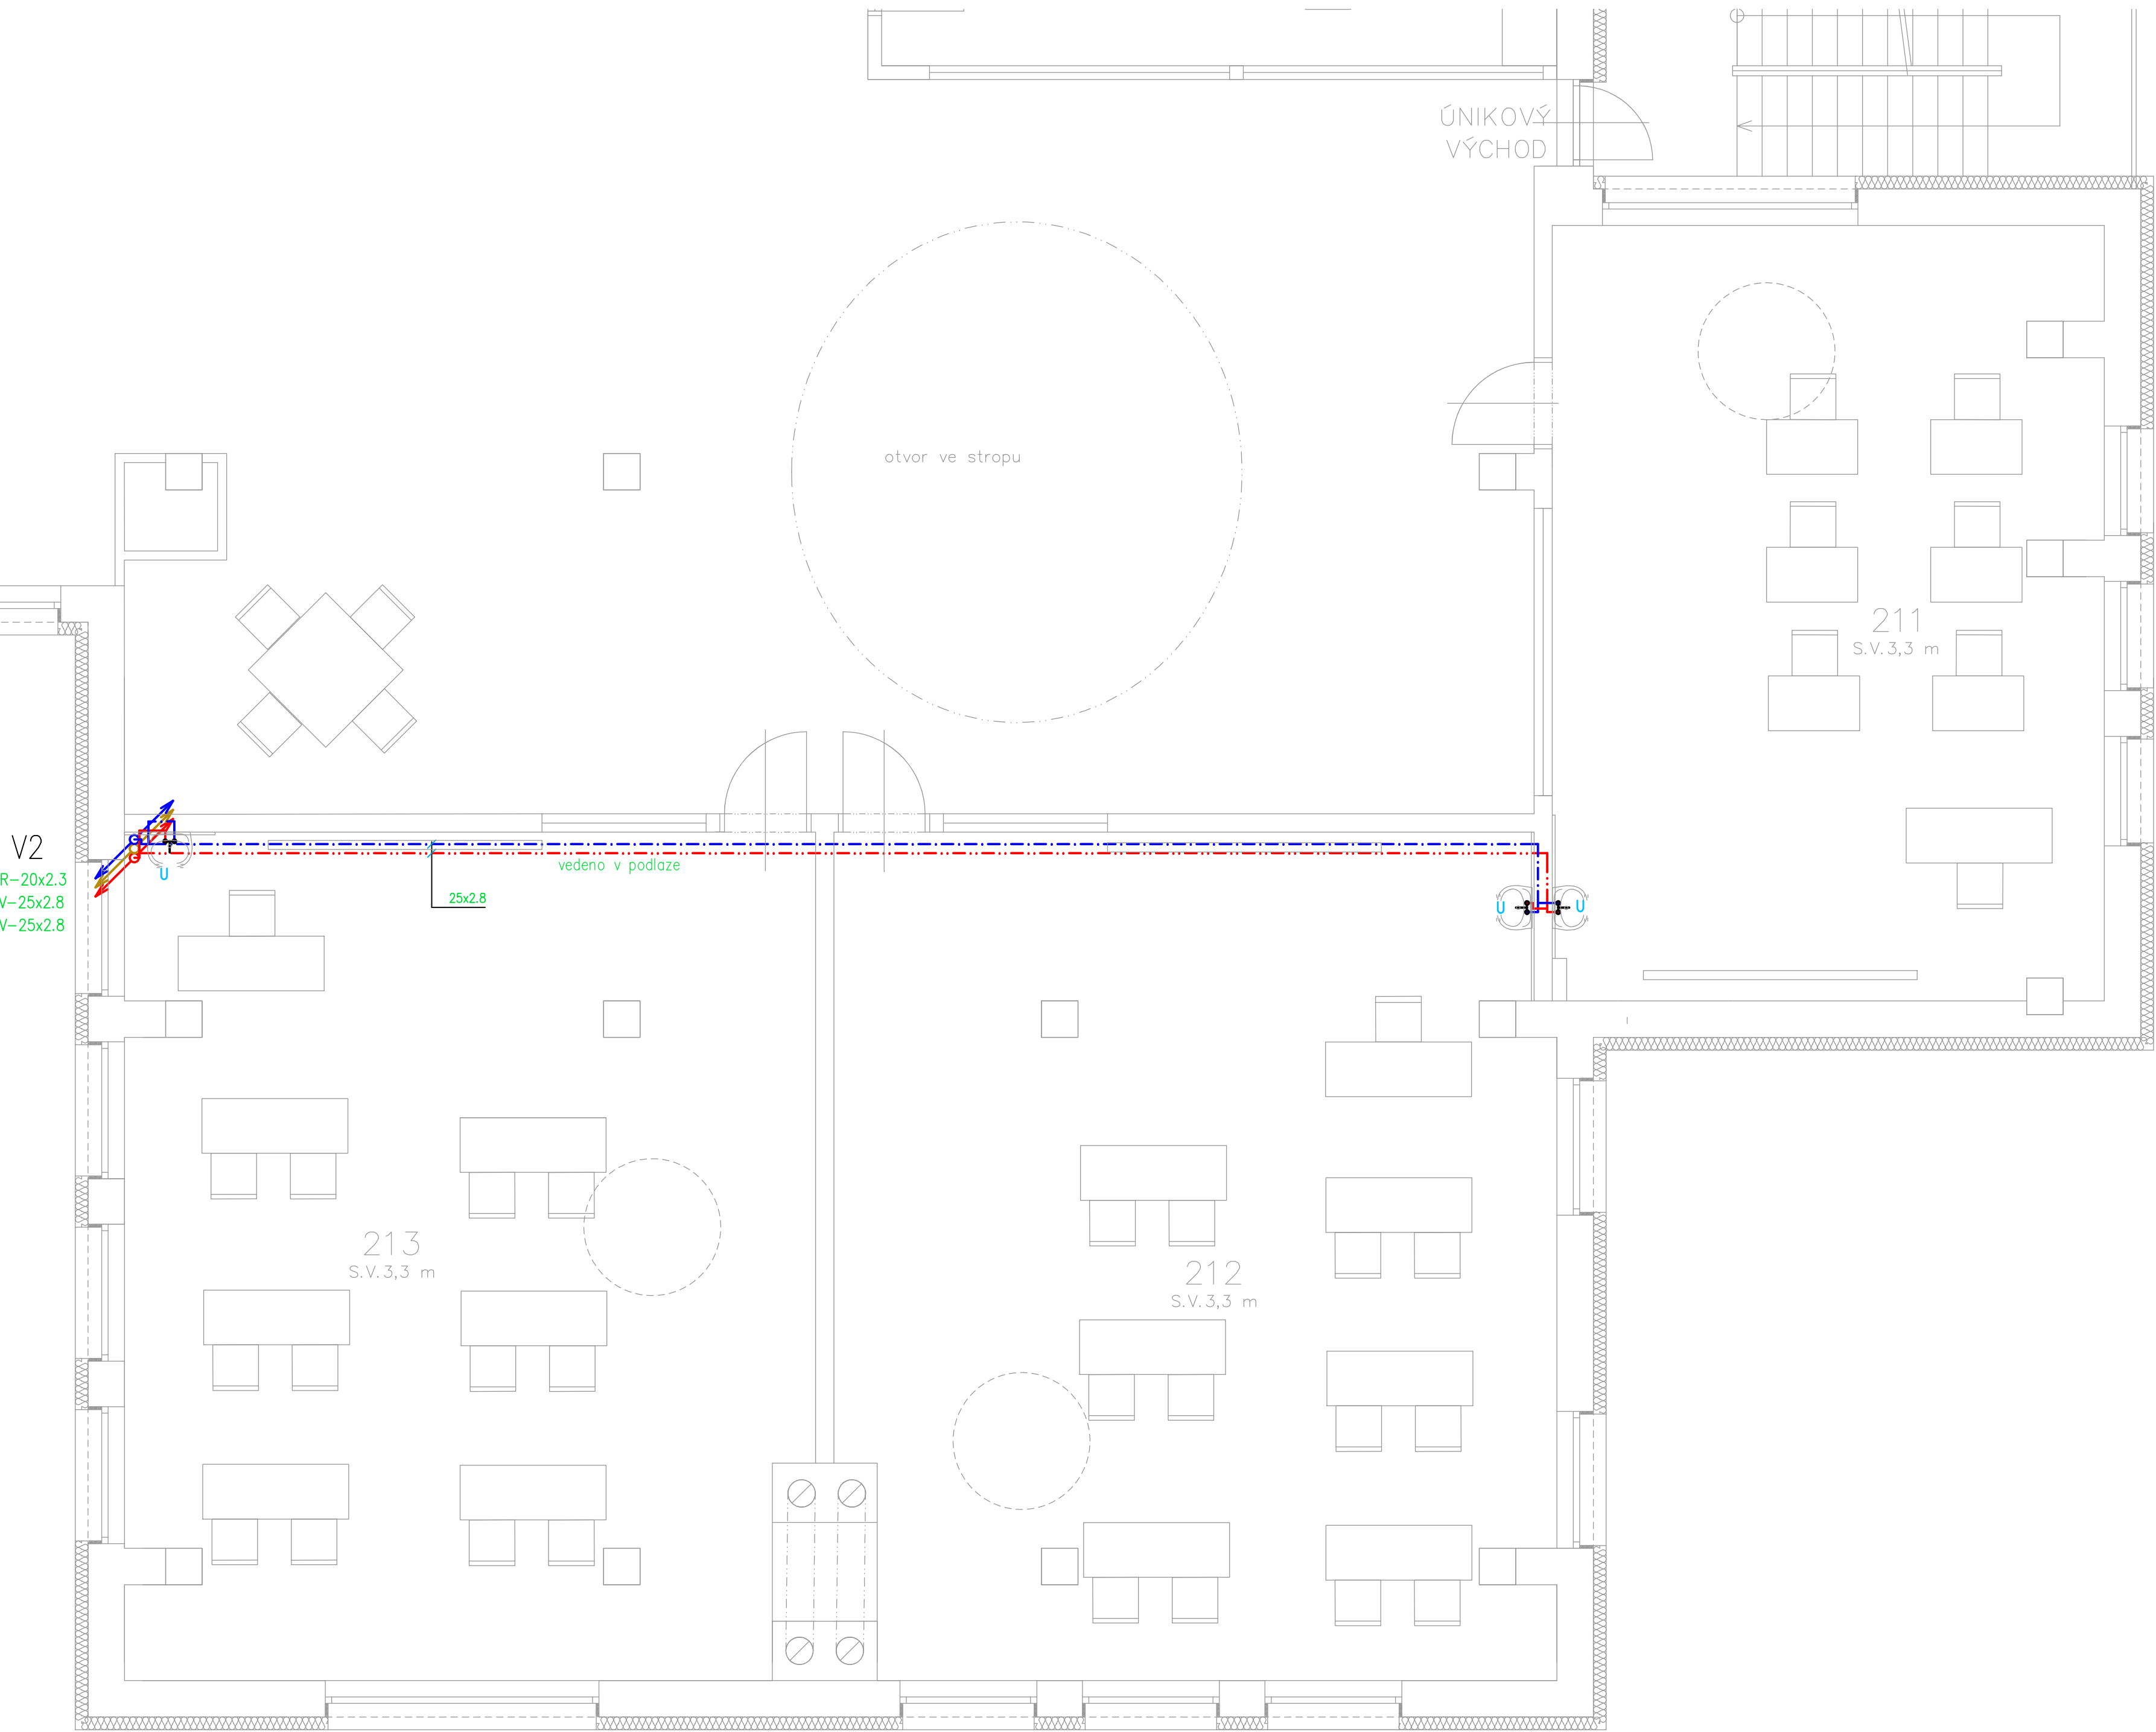 ÚNIKOVÝ
VÝCHOD
otvor ve stropu
211
S.V.3,3 m
V2
R-20x2.3
V-25x2.8
V-25x2.8
U
vedeno v podlaze
25x2.8
U
U
213
S.V.3,3 m
212
S.V.3,3 m